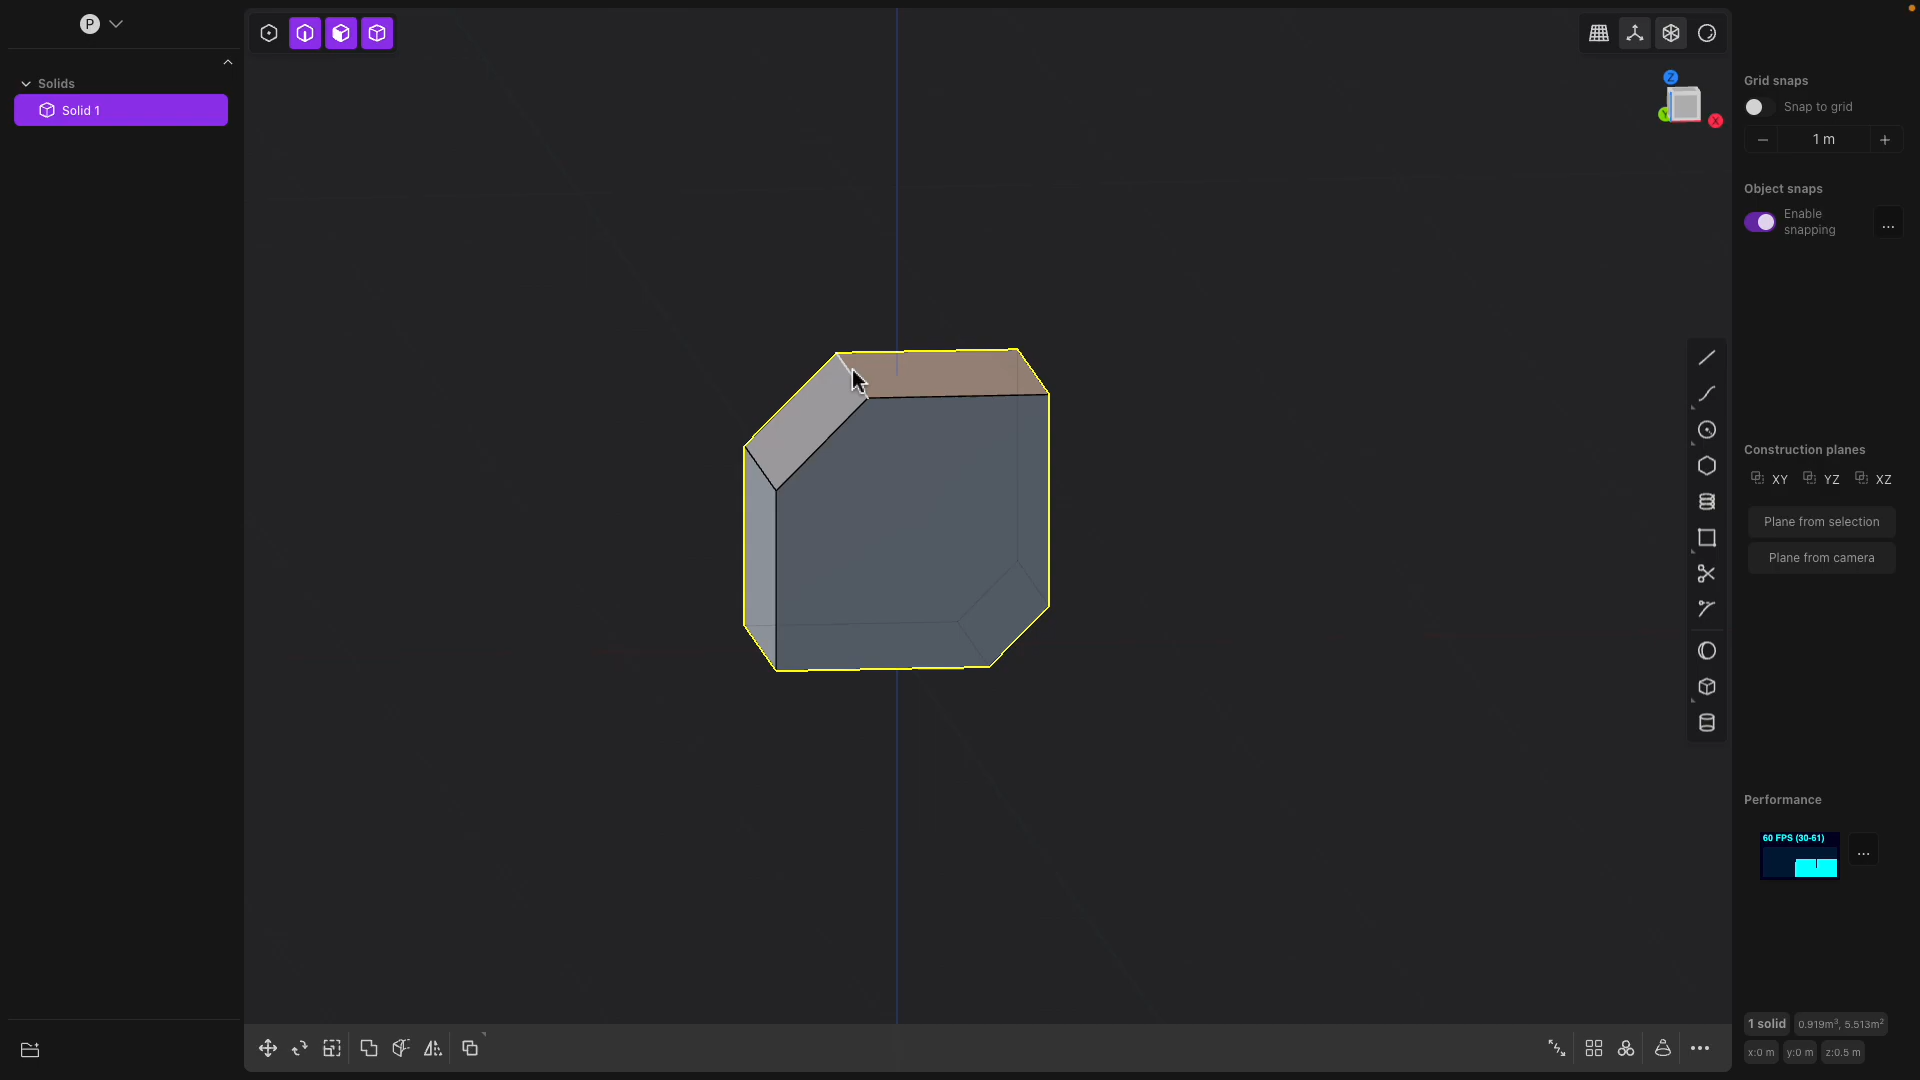 P
Solids
Solid 1
Z
Y
X
Grid snaps
Snap to grid
1 m
Object snaps
Enable
snapping
...
Construction planes
XY YZ XZ
Plane from selection
Plane from camera
Performance
60 FPS (30-61)
...
1 solid 0.919m³, 5.513m²
x:0 m y:0 m z:0.5 m